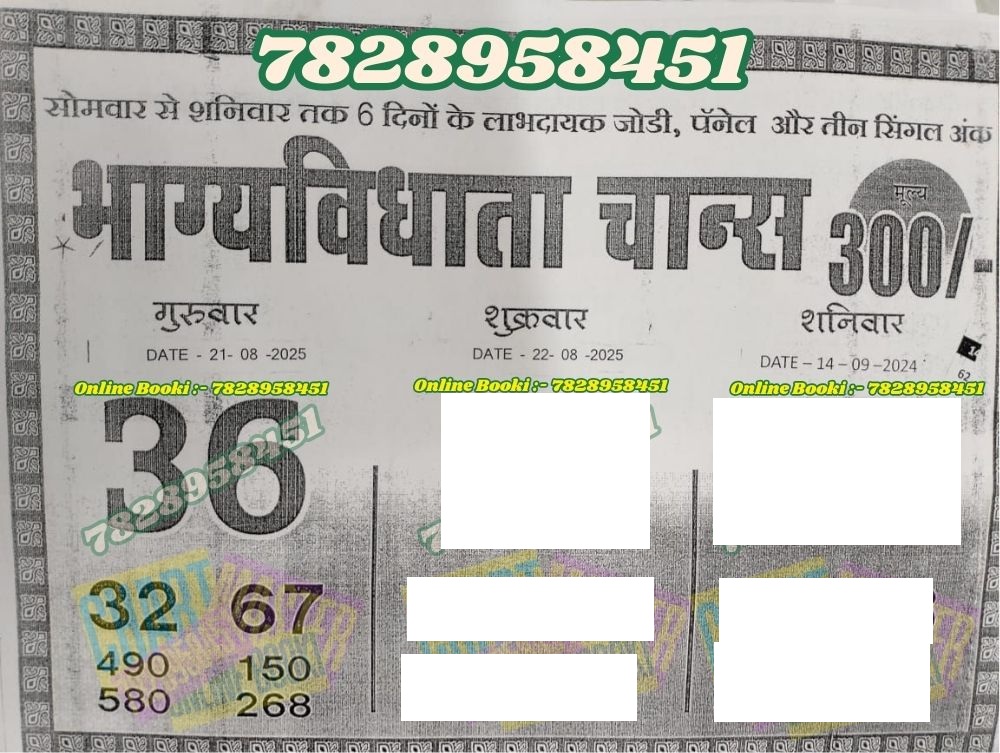 7828958451
सोमवार से शनिवार तक 6 दिनों के लाभदायक जोडी, पॅनेल और तीन सिंगल अंक
भाग्यविधाता चान्स
मूल्य
300/-
गुरुवार
शुक्रवार
शनिवार
DATE - 21- 08 -2025
DATE - 22- 08 -2025
DATE – 14 – 09 – 2024
Online Booki :- 7828958451
Online Booki :- 7828958451
Online Booki :- 7828958451
36
7828958451
32 67
490 150
580 268